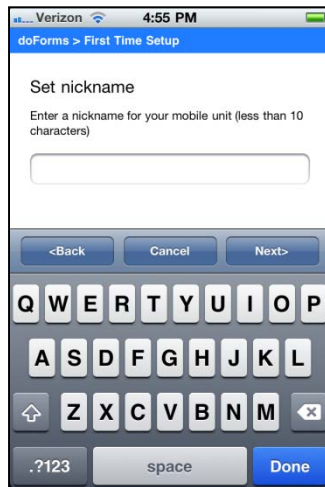 Verizon 4:55 PM
doForms > First Time Setup
Set nickname
Enter a nickname for your mobile unit (less than 10
characters)
<Back Cancel Next>
Q W E R T Y U I O P
A S D F G H J K L
Z X C V B N M
.?123 space Done